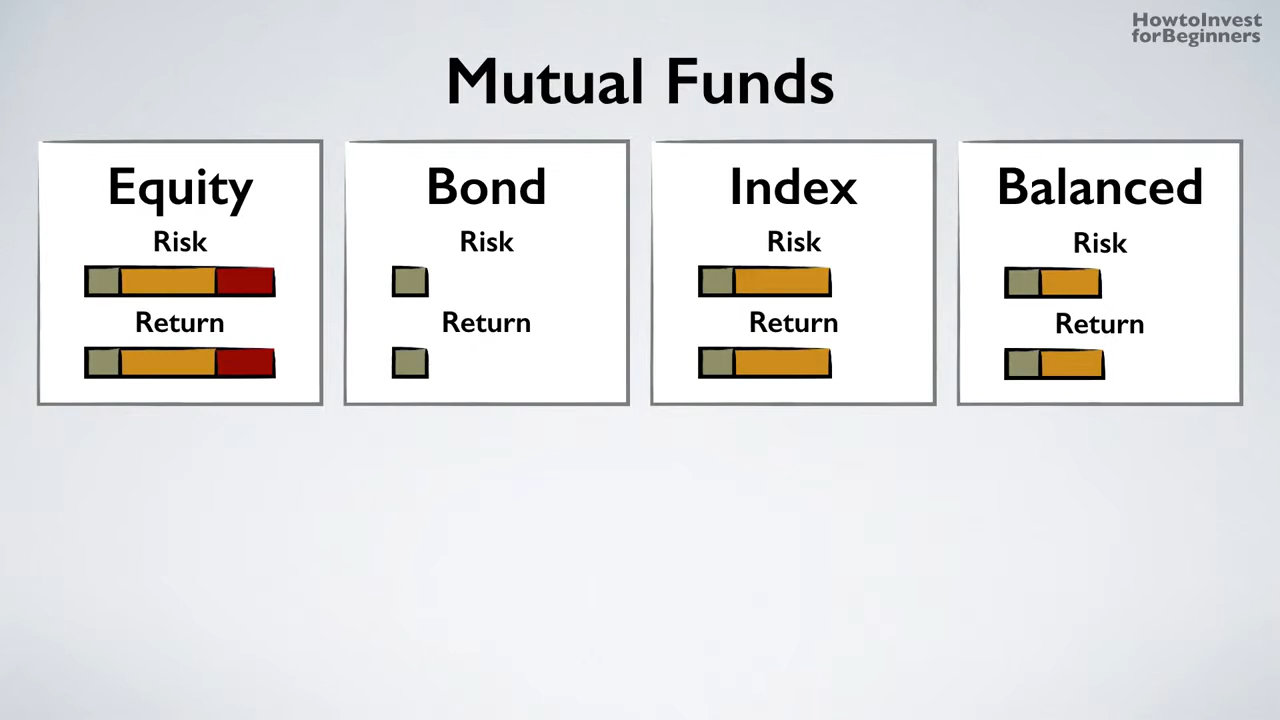 HowtoInvest
forBeginners
Mutual Funds
Equity
Risk
Return
Bond
Risk
Return
Index
Risk
Return
Balanced
Risk
Return